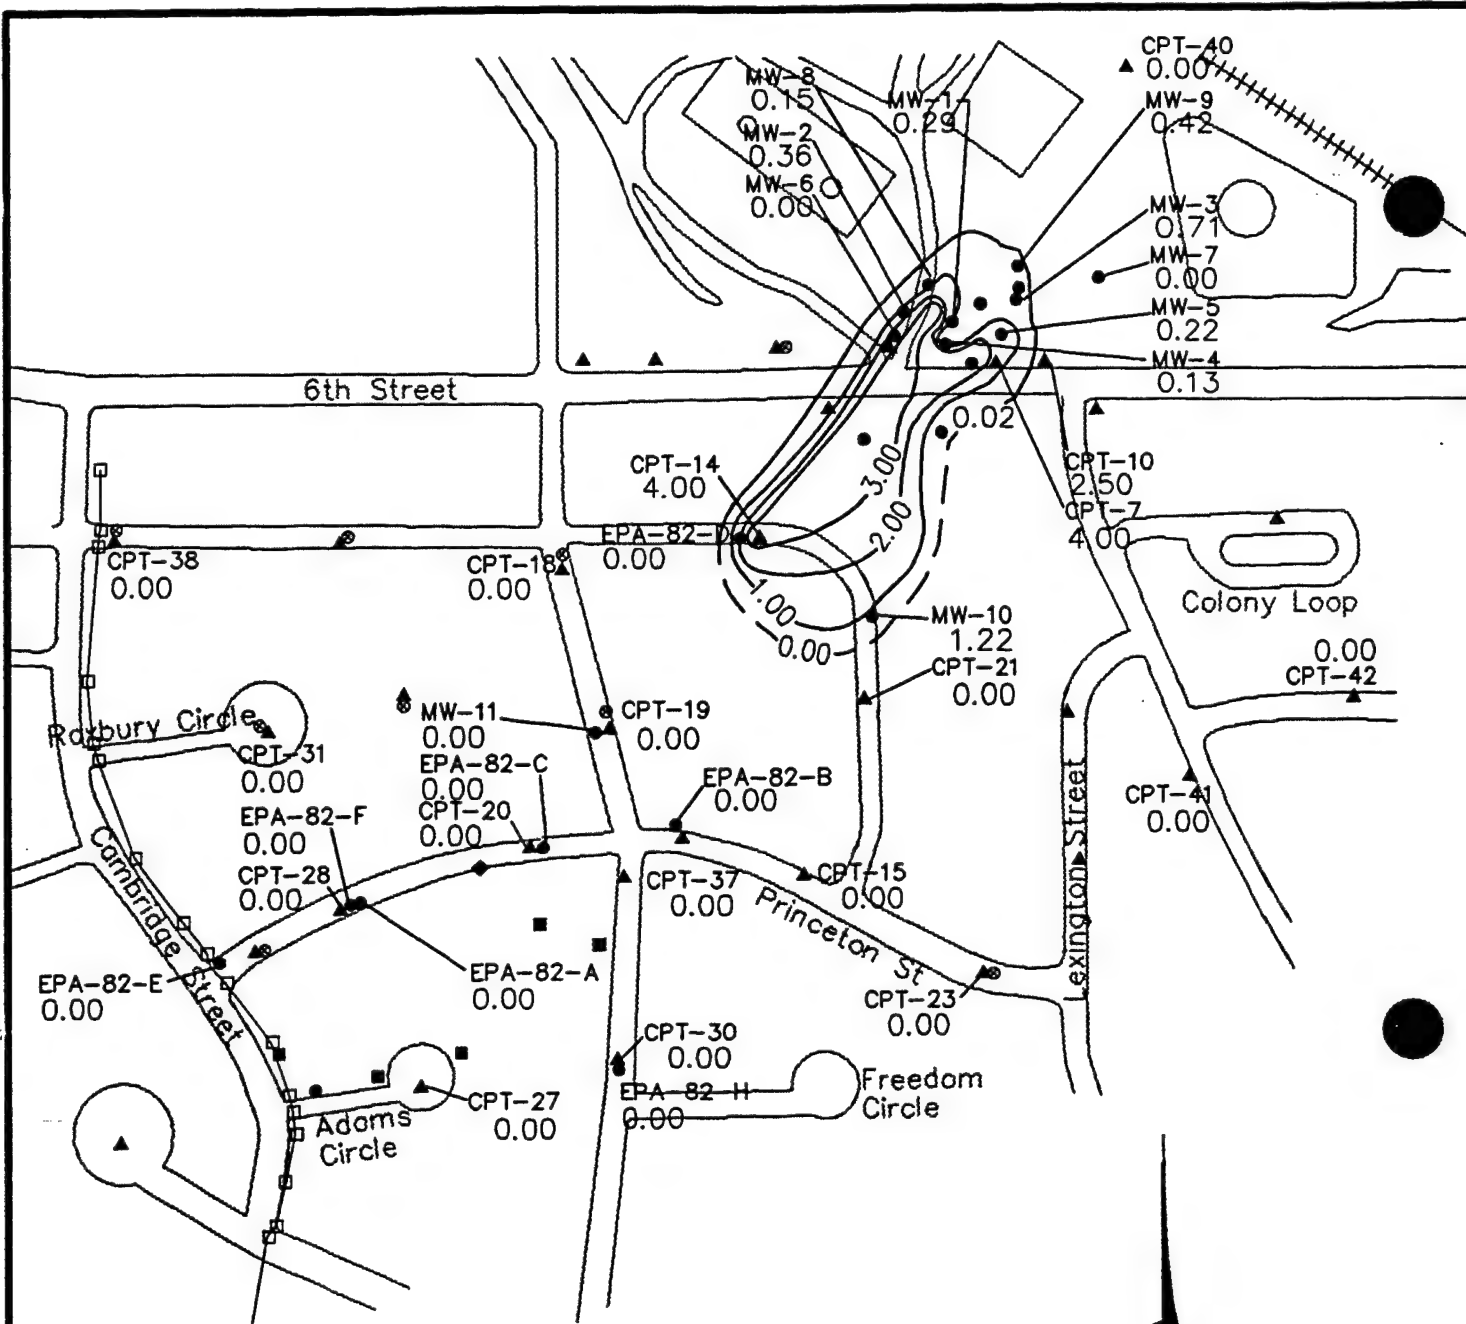 CPT-40
0.00
MW-8
0.15
MW-1
0.29
MW-9
0.42
MW-2
0.36
MW-6
0.00
MW-3
0.71
MW-7
0.00
MW-5
0.22
MW-4
0.13
6th Street
0.02
CPT-14
4.00
3.00
CPT-10
2.50
CPT-7
4.00
2.00
EPA-82-D
0.00
CPT-38
0.00
CPT-18
0.00
1.00
0.00
MW-10
1.22
Colony Loop
0.00
CPT-42
CPT-21
0.00
Roxbury Circle
CPT-31
0.00
MW-11
0.00
CPT-19
0.00
EPA-82-C
0.00
EPA-82-B
0.00
CPT-20
0.00
CPT-41
0.00
EPA-82-F
0.00
CPT-28
0.00
CPT-37
0.00
CPT-15
0.00
Cambridge Street
Princeton St
Lexington Street
EPA-82-E
0.00
EPA-82-A
0.00
CPT-23
0.00
CPT-30
0.00
EPA-82-H
0.00
Freedom
Circle
CPT-27
0.00
Adams
Circle